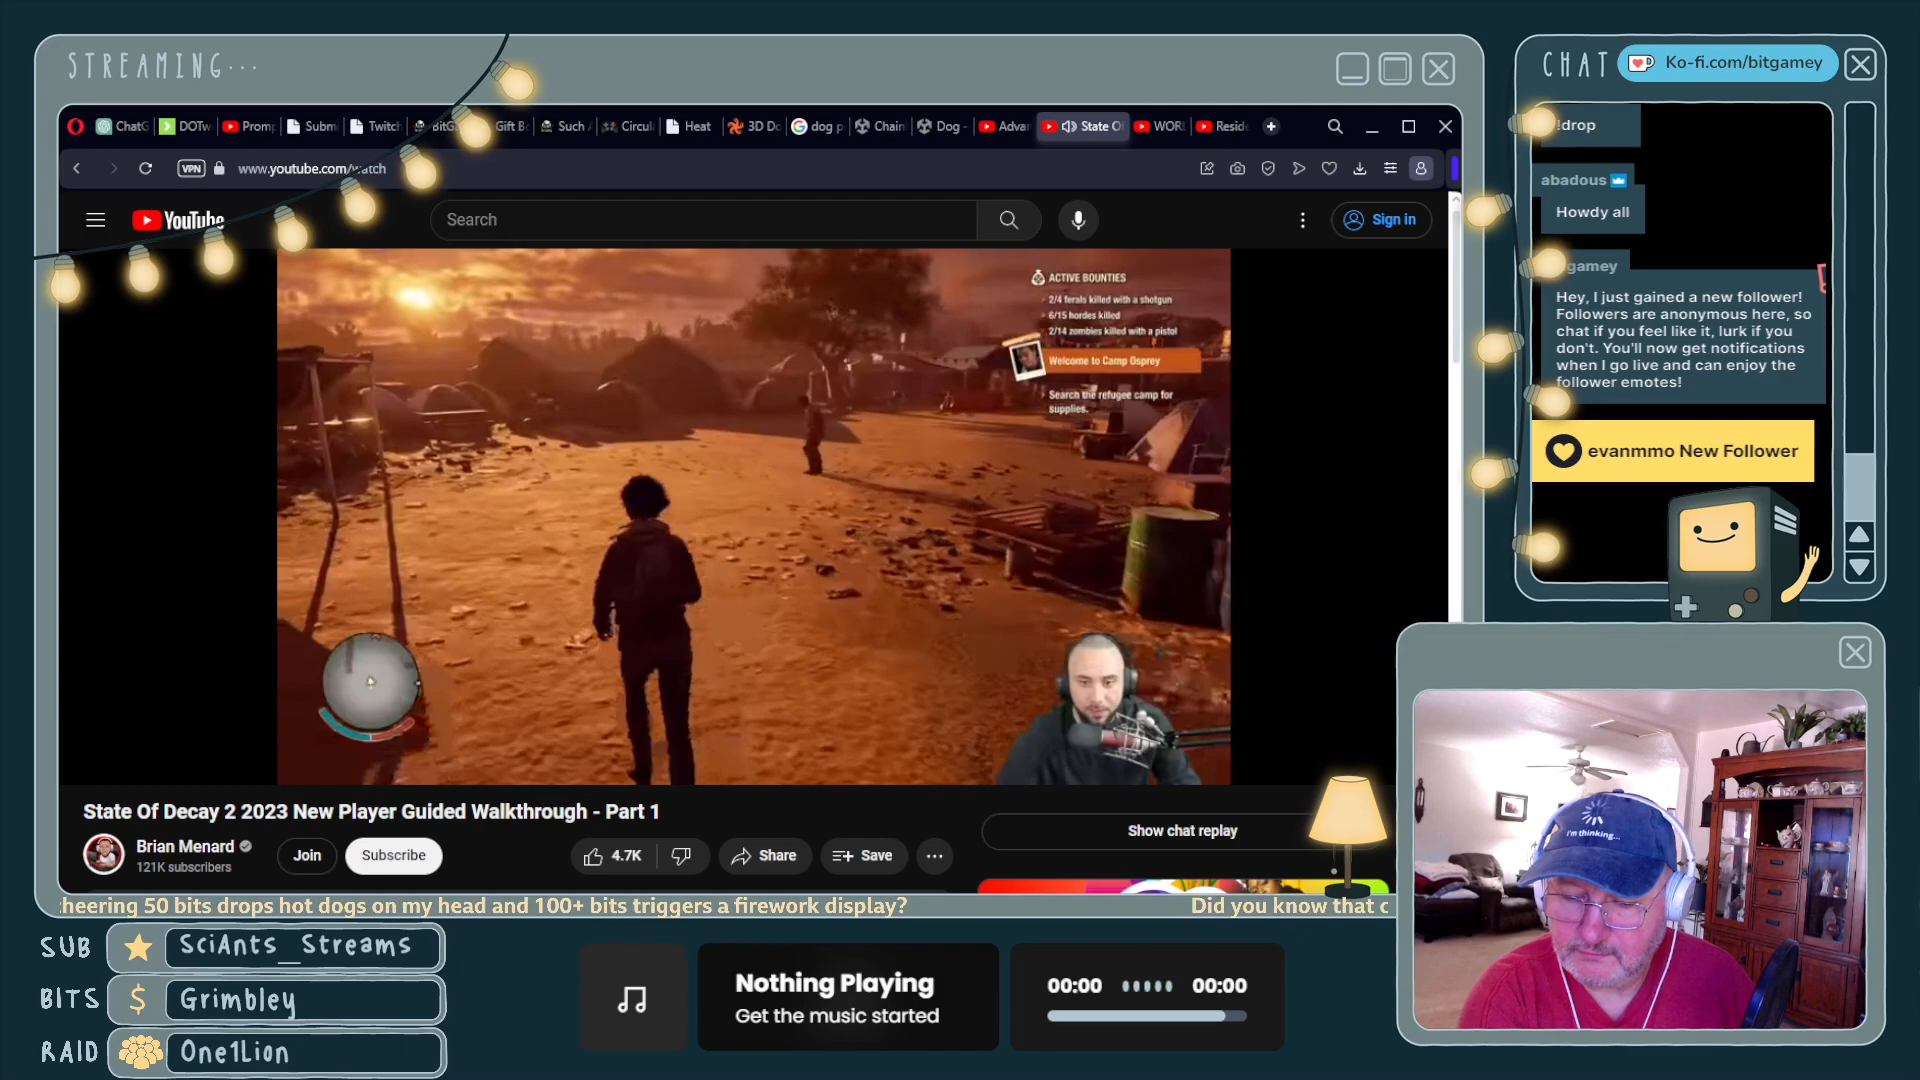 STREAMING...
ChatG
DOTw
Promp
Subm
Twitch
BitG
Gift Bo
Such
Circul
Heat
3D Do
dog p
Chain
Dog -
Advan
State O
WORL
Resid
VPN
www.youtube.com/watch
YouTube
Search
Sign in
ACTIVE BOUNTIES
2/4 ferals killed with a shotgun
6/15 hordes killed
2/14 zombies killed with a pistol
Welcome to Camp Osprey
Search the refugee camp for
supplies.
State Of Decay 2 2023 New Player Guided Walkthrough - Part 1
Brian Menard
121K subscribers
Join
Subscribe
4.7K
Share
Save
Show chat replay
heering 50 bits drops hot dogs on my head and 100+ bits triggers a firework display?
Did you know that c
SUB
SciAnts_Streams
BITS
$
Grimbley
RAID
One1Lion
Nothing Playing
Get the music started
00:00
00:00
CHAT
Ko-fi.com/bitgamey
!drop
abadous
Howdy all
gamey
Hey, I just gained a new follower!
Followers are anonymous here, so
chat if you feel like it, lurk if you
don't. You'll now get notifications
when I go live and can enjoy the
follower emotes!
evanmmo New Follower
I'm thinking...